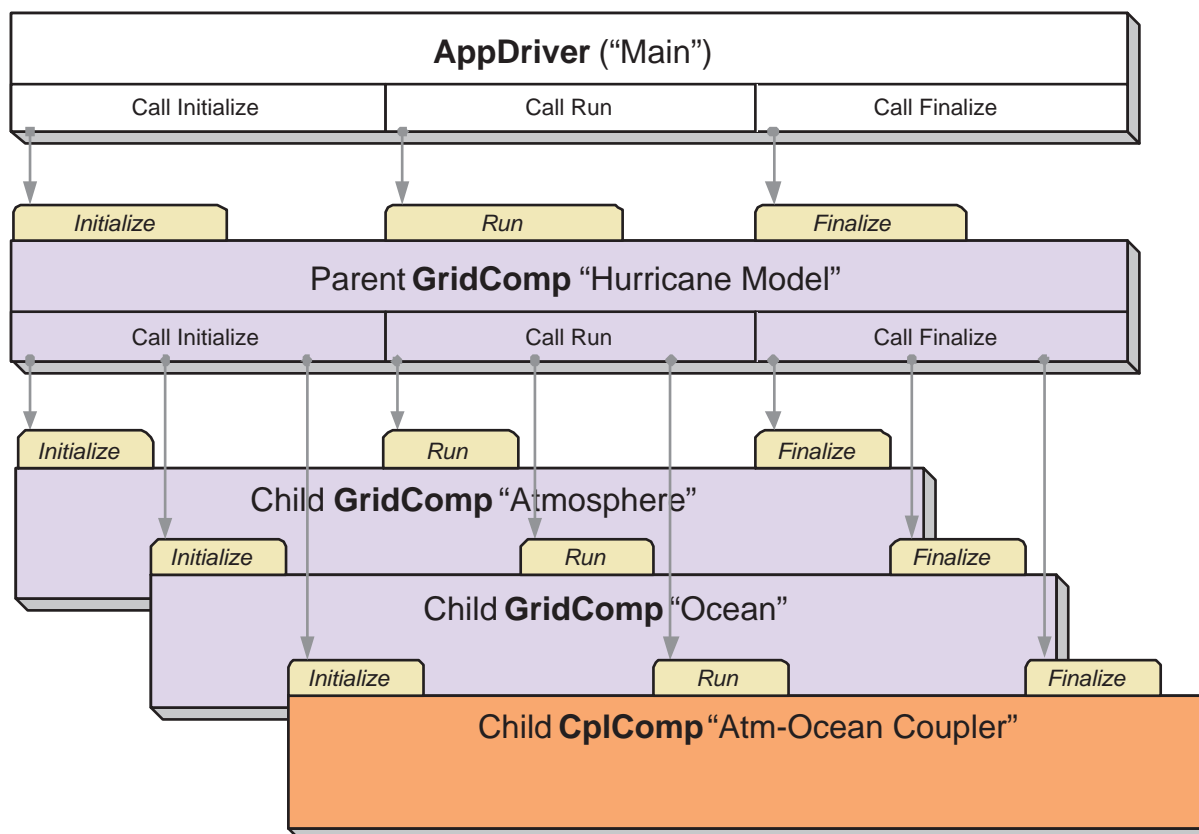 AppDriver (“Main”)
Call Initialize Call Run Call Finalize
Initialize Run Finalize
Parent GridComp “Hurricane Model”
Call Initialize Call Run Call Finalize
Initialize Run Finalize
Child GridComp “Atmosphere”
Initialize Run Finalize
Child GridComp “Ocean”
Initialize Run Finalize
Child CplComp “Atm-Ocean Coupler”